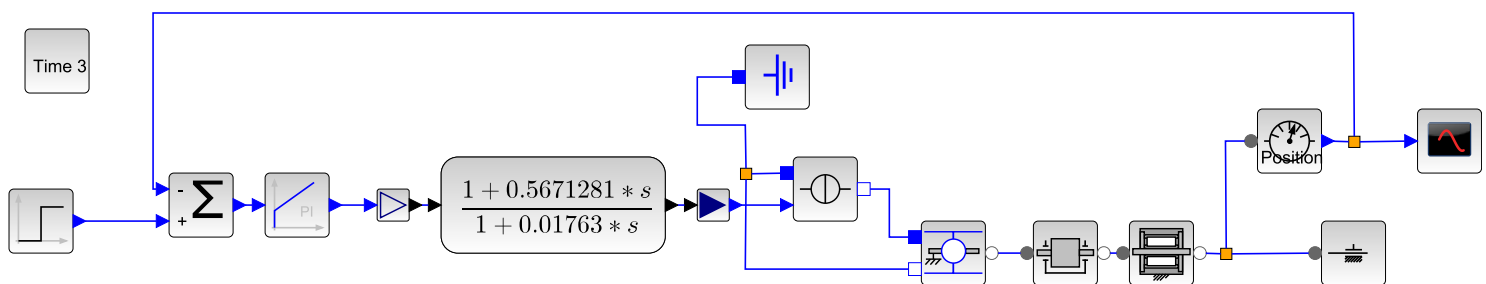 Time 3
-
Σ
+
PI
1 + 0.5671281 * s
1 + 0.01763 * s
Position